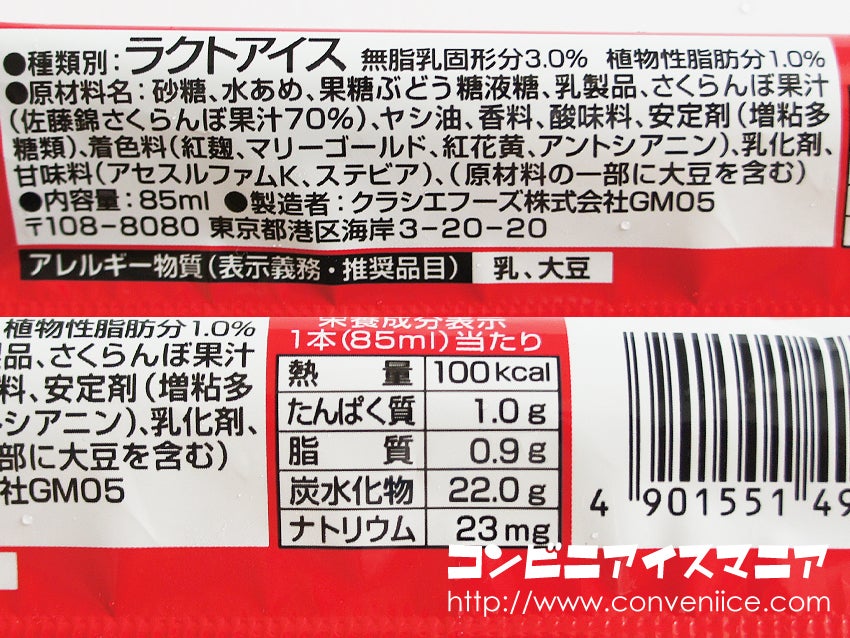 ●種類別:ラクトアイス 無脂乳固形分3.0% 植物性脂肪分1.0%
●原材料名:砂糖、水あめ、果糖ぶどう糖液糖、乳製品、さくらんぼ果汁
(佐藤錦さくらんぼ果汁70%)、ヤシ油、香料、酸味料、安定剤(増粘多
糖類)、着色料(紅麹、マリーゴールド、紅花黄、アントシアニン)、乳化剤、
甘味料(アセスルファムK、ステビア)、(原材料の一部に大豆を含む)
●内容量:85ml ●製造者:クラシエフーズ株式会社GM05
〒108-8080 東京都港区海岸3-20-20
アレルギー物質(表示義務・推奨品目) 乳、大豆
植物性脂肪分1.0%
品、さくらんぼ果汁
料、安定剤(増粘多
シアニン)、乳化剤、
部に大豆を含む)
社GM05
栄養成分表示
1本(85ml)当たり
熱量 100kcal
たんぱく質 1.0g
脂質 0.9g
炭水化物 22.0g
ナトリウム 23mg
4 901551 49
コンビニアイスマニア
http://www.conveniice.com/